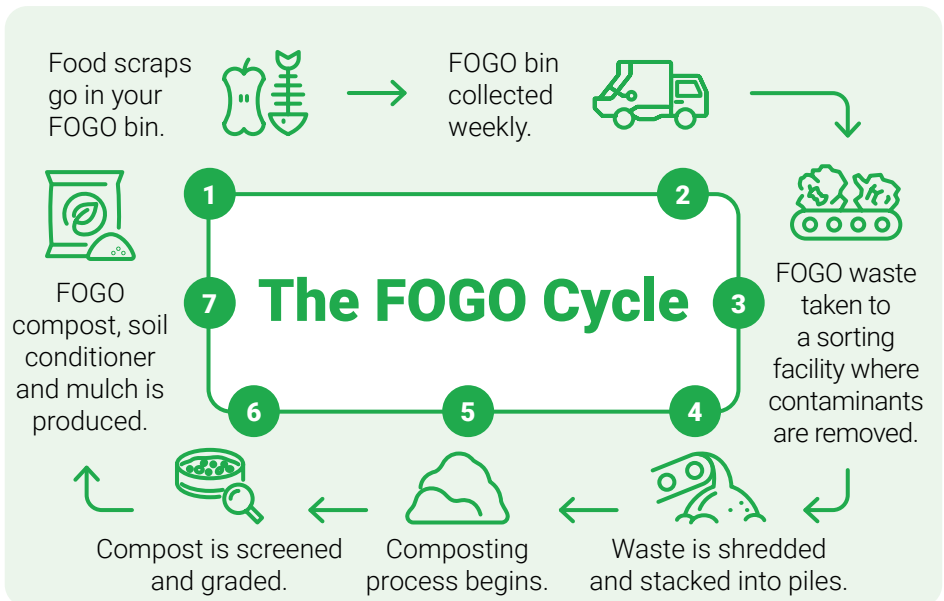 Food scraps
go in your
FOGO bin.
FOGO bin
collected
weekly.
1
2
FOGO waste
taken to
a sorting
facility where
contaminants
are removed.
The FOGO Cycle
3
7
FOGO
compost, soil
conditioner
and mulch is
produced.
6
5
4
Waste is shredded
and stacked into piles.
Composting
process begins.
Compost is screened
and graded.